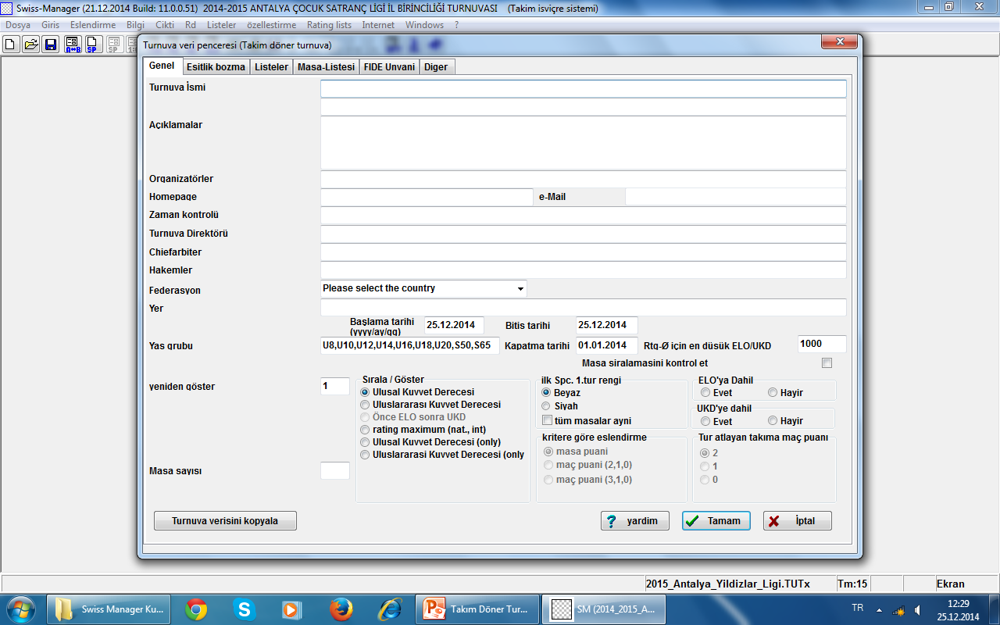 Swiss-Manager (21.12.2014 Build: 11.0.0.51) 2014-2015 ANTALYA ÇOCUK SATRANÇ LİGİ İL BİRİNCİLİĞİ TURNUVASI (Takim isviçre sistemi)
Dosya Giris Eslendirme Bilgi Cikti Rd Listeler özellestirme Rating lists Internet Windows ?
A↔B SP SP
Turnuva veri penceresi (Takim döner turnuva)
Genel Esitlik bozma Listeler Masa-Listesi FIDE Unvani Diger
Turnuva İsmi
Açıklamalar
Organizatörler
Homepage e-Mail
Zaman kontrolü
Turnuva Direktörü
Chiefarbiter
Hakemler
Federasyon Please select the country
Yer
Başlama tarihi (yyyy/ay/gg) 25.12.2014 Bitis tarihi 25.12.2014
Yas grubu U8,U10,U12,U14,U16,U18,U20,S50,S65 Kapatma tarihi 01.01.2014 Rtg-Ø için en düsük ELO/UKD 1000
Masa siralamasini kontrol et
yeniden göster 1
Sırala / Göster
Ulusal Kuvvet Derecesi
Uluslararası Kuvvet Derecesi
Önce ELO sonra UKD
rating maximum (nat., int)
Ulusal Kuvvet Derecesi (only)
Uluslararasi Kuvvet Derecesi (only
ilk Spc. 1.tur rengi
Beyaz
Siyah
tüm masalar ayni
ELO'ya Dahil
Evet Hayir
UKD'ye dahil
Evet Hayir
kritere göre eslendirme
masa puani
maç puani (2,1,0)
maç puani (3,1,0)
Tur atlayan takıma maç puanı
2
1
0
Masa sayısı
Turnuva verisini kopyala yardim Tamam İptal
2015_Antalya_Yildizlar_Ligi.TUTx Tm:15 Ekran
Swiss Manager Ku... Takım Döner Tur... SM (2014_2015_A... TR 12:29
25.12.2014